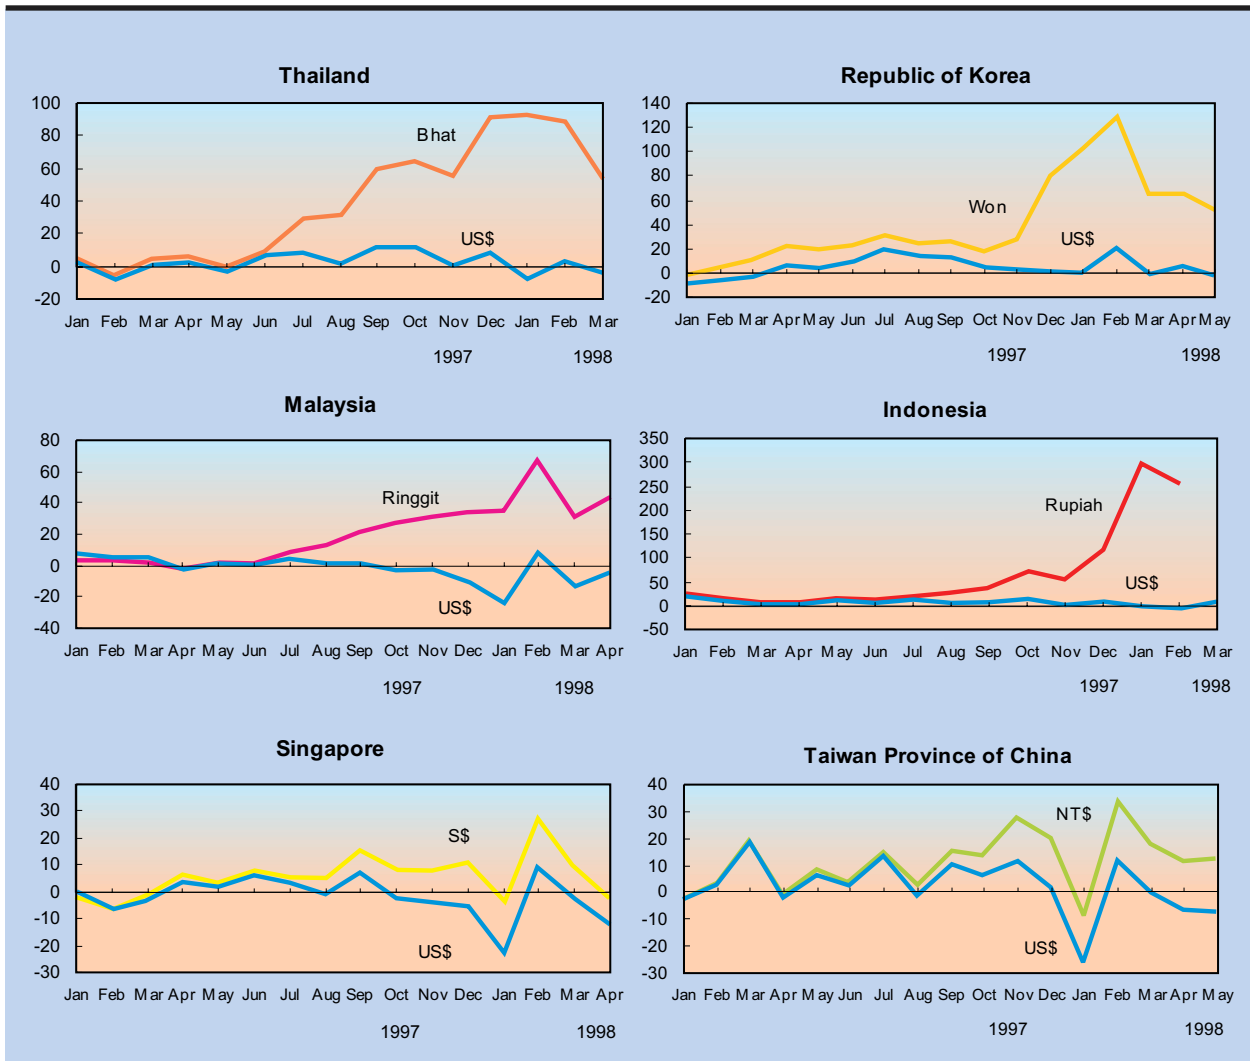 Thailand
100
80
60
40
20
0
-20
Bhat
US$
Jan Feb Mar Apr May Jun Jul Aug Sep Oct Nov Dec Jan Feb Mar
1997 1998
Republic of Korea
140
120
100
80
60
40
20
0
-20
Won
US$
Jan Feb Mar Apr May Jun Jul Aug Sep Oct Nov Dec Jan Feb Mar Apr May
1997 1998
Malaysia
80
60
40
20
0
-20
-40
Ringgit
US$
Jan Feb Mar Apr May Jun Jul Aug Sep Oct Nov Dec Jan Feb Mar Apr
1997 1998
Indonesia
350
300
250
200
150
100
50
0
-50
Rupiah
US$
Jan Feb Mar Apr May Jun Jul Aug Sep Oct Nov Dec Jan Feb Mar
1997 1998
Singapore
40
30
20
10
0
-10
-20
-30
S$
US$
Jan Feb Mar Apr May Jun Jul Aug Sep Oct Nov Dec Jan Feb Mar Apr
1997 1998
Taiwan Province of China
40
30
20
10
0
-10
-20
-30
NT$
US$
Jan Feb Mar Apr May Jun Jul Aug Sep Oct Nov Dec Jan Feb Mar Apr May
1997 1998